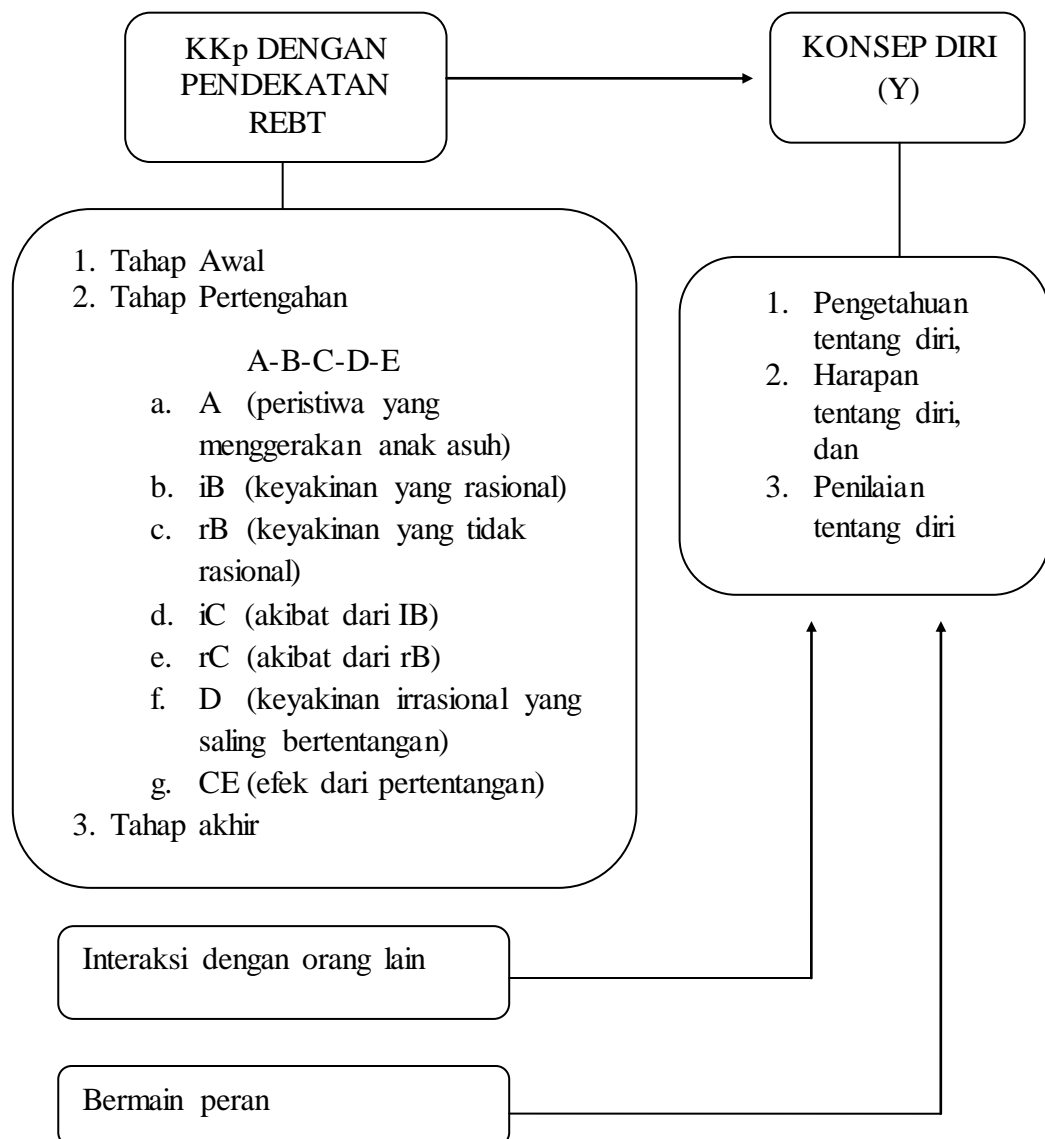 KKp DENGAN
PENDEKATAN
REBT
KONSEP DIRI
(Y)
1. Tahap Awal
2. Tahap Pertengahan
A-B-C-D-E
a. A (peristiwa yang
menggerakan anak asuh)
b. iB (keyakinan yang rasional)
c. rB (keyakinan yang tidak
rasional)
d. iC (akibat dari IB)
e. rC (akibat dari rB)
f. D (keyakinan irrasional yang
saling bertentangan)
g. CE (efek dari pertentangan)
3. Tahap akhir
1. Pengetahuan
tentang diri,
2. Harapan
tentang diri,
dan
3. Penilaian
tentang diri
Interaksi dengan orang lain
Bermain peran